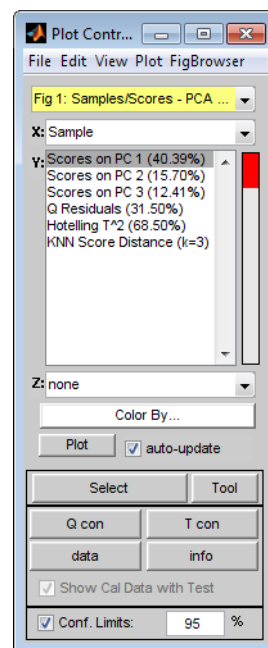 Plot Contr...
File Edit View Plot FigBrowser
Fig 1: Samples/Scores - PCA ...
X: Sample
Y: Scores on PC 1 (40.39%)
Scores on PC 2 (15.70%)
Scores on PC 3 (12.41%)
Q Residuals (31.50%)
Hotelling T^2 (68.50%)
KNN Score Distance (k=3)
Z: none
Color By...
Plot auto-update
Select Tool
Q con T con
data info
Show Cal Data with Test
Conf. Limits: 95 %